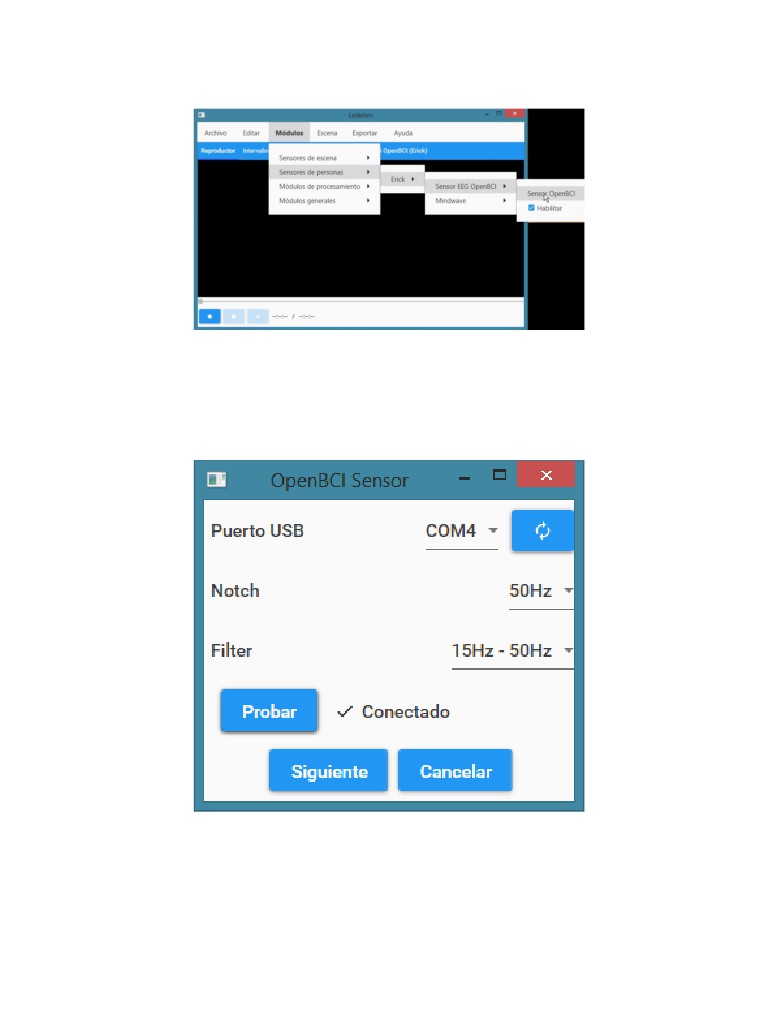 Archivo Editar Módulos Escena Exportar Ayuda
Reproductor Intervalos OpenBCI (Erick)
Sensores de escena
Sensores de personas
Módulos de procesamiento
Módulos generales
Erick
Sensor EEG OpenBCI
Mindwave
Sensor OpenBCI
Habilitar
--:--:-- / --:--:--
OpenBCI Sensor
Puerto USB COM4
Notch 50Hz
Filter 15Hz - 50Hz
Probar Conectado
Siguiente Cancelar